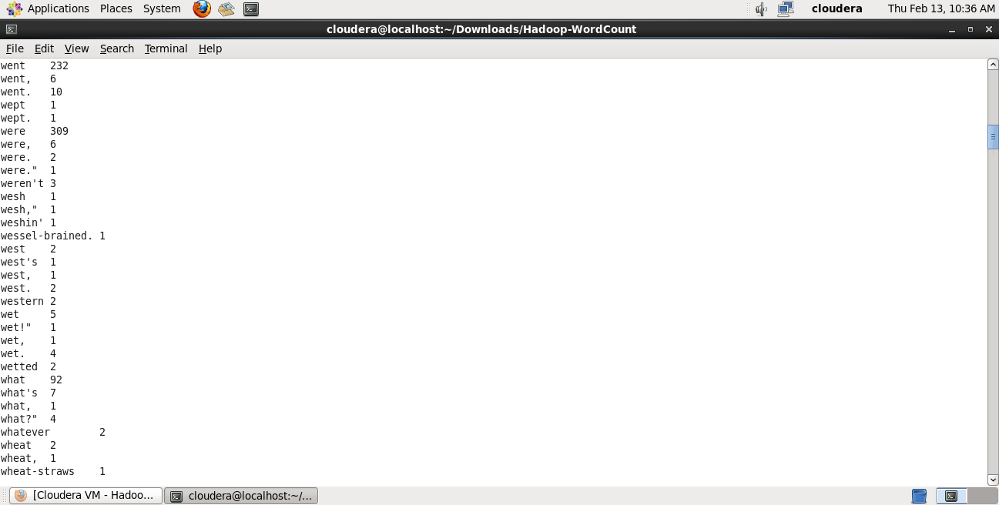 Applications Places System cloudera Thu Feb 13, 10:36 AM
cloudera@localhost:~/Downloads/Hadoop-WordCount
File Edit View Search Terminal Help
went 232
went, 6
went. 10
wept 1
wept. 1
were 309
were, 6
were. 2
were." 1
weren't 3
wesh 1
wesh," 1
weshin' 1
wessel-brained. 1
west 2
west's 1
west, 1
west. 2
western 2
wet 5
wet!" 1
wet, 1
wet. 4
wetted 2
what 92
what's 7
what, 1
what?" 4
whatever 2
wheat 2
wheat, 1
wheat-straws 1
[Cloudera VM - Hadoo... cloudera@localhost:~/...